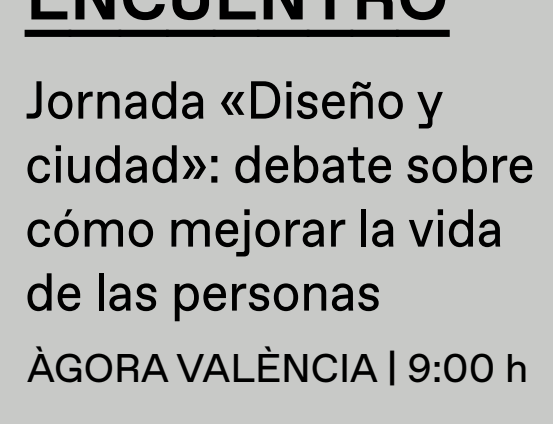 ENCUENTRO
Jornada «Diseño y
ciudad»: debate sobre
cómo mejorar la vida
de las personas
ÀGORA VALÈNCIA | 9:00 h